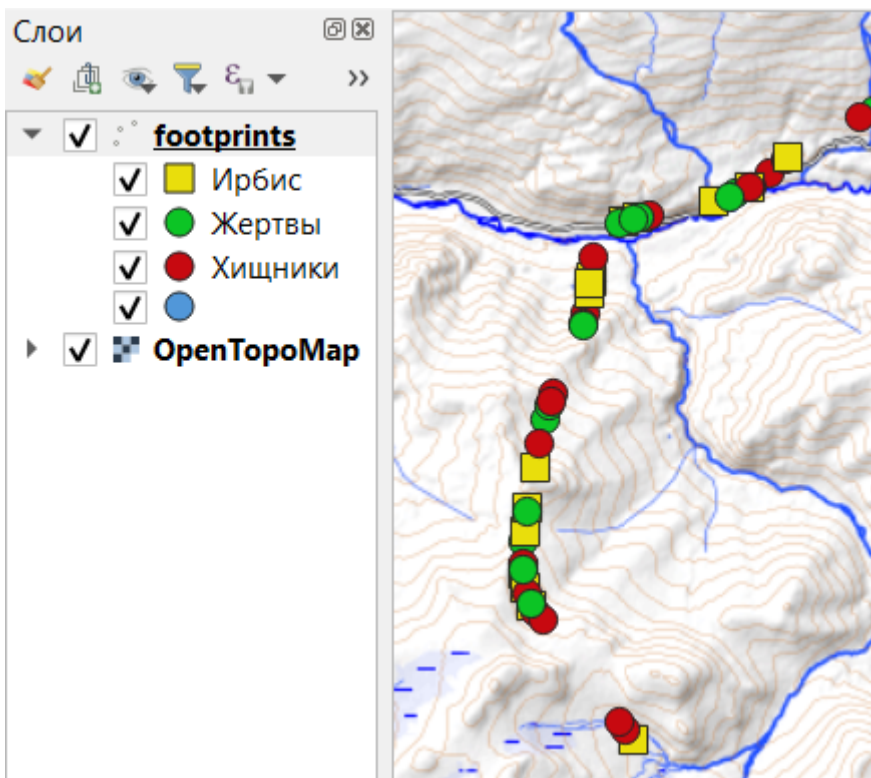 Слои
footprints
Ирбис
Жертвы
Хищники
OpenTopoMap